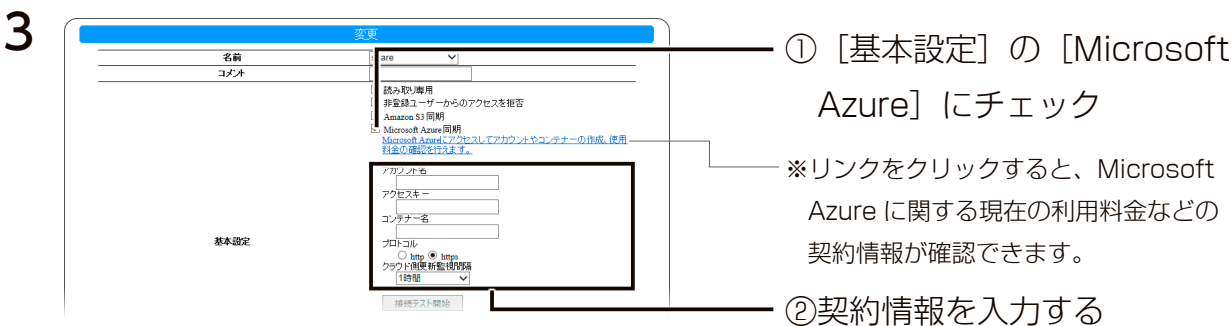 3
変更
名前
are
コメント
読み取り専用
非登録ユーザーからのアクセスを拒否
Amazon S3 同期
Microsoft Azure 同期
Microsoft Azureにアクセスしてアカウントやコンテナーの作成、使用
料金の確認を行えます。
アカウント名
アクセスキー
コンテナー名
基本設定
プロトコル
http https
クラウド側更新監視間隔
1時間
接続テスト開始
①［基本設定］の［Microsoft
Azure］にチェック
※リンクをクリックすると、Microsoft
Azure に関する現在の利用料金などの
契約情報が確認できます。
②契約情報を入力する